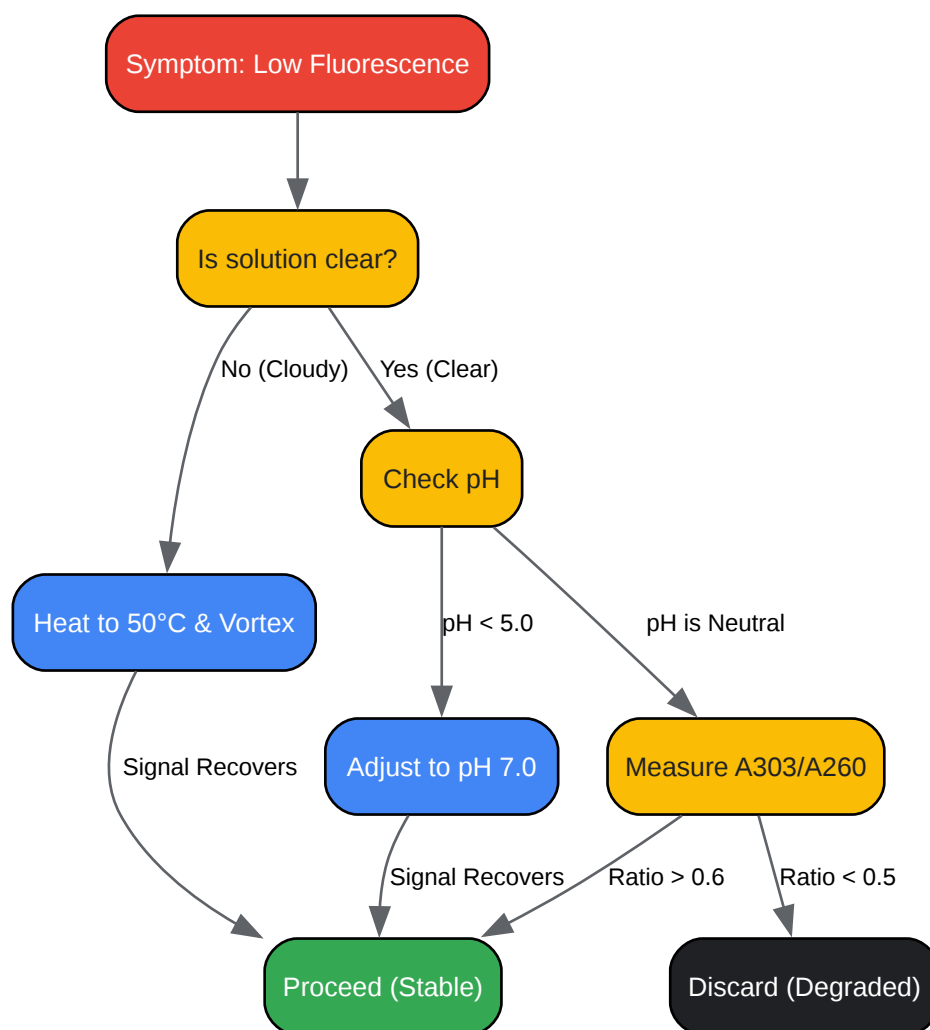 Symptom: Low Fluorescence
Is solution clear?
No (Cloudy)
Yes (Clear)
Check pH
Heat to 50°C & Vortex
pH < 5.0
pH is Neutral
Signal Recovers
Adjust to pH 7.0
Measure A303/A260
Signal Recovers
Ratio > 0.6
Ratio < 0.5
Proceed (Stable)
Discard (Degraded)